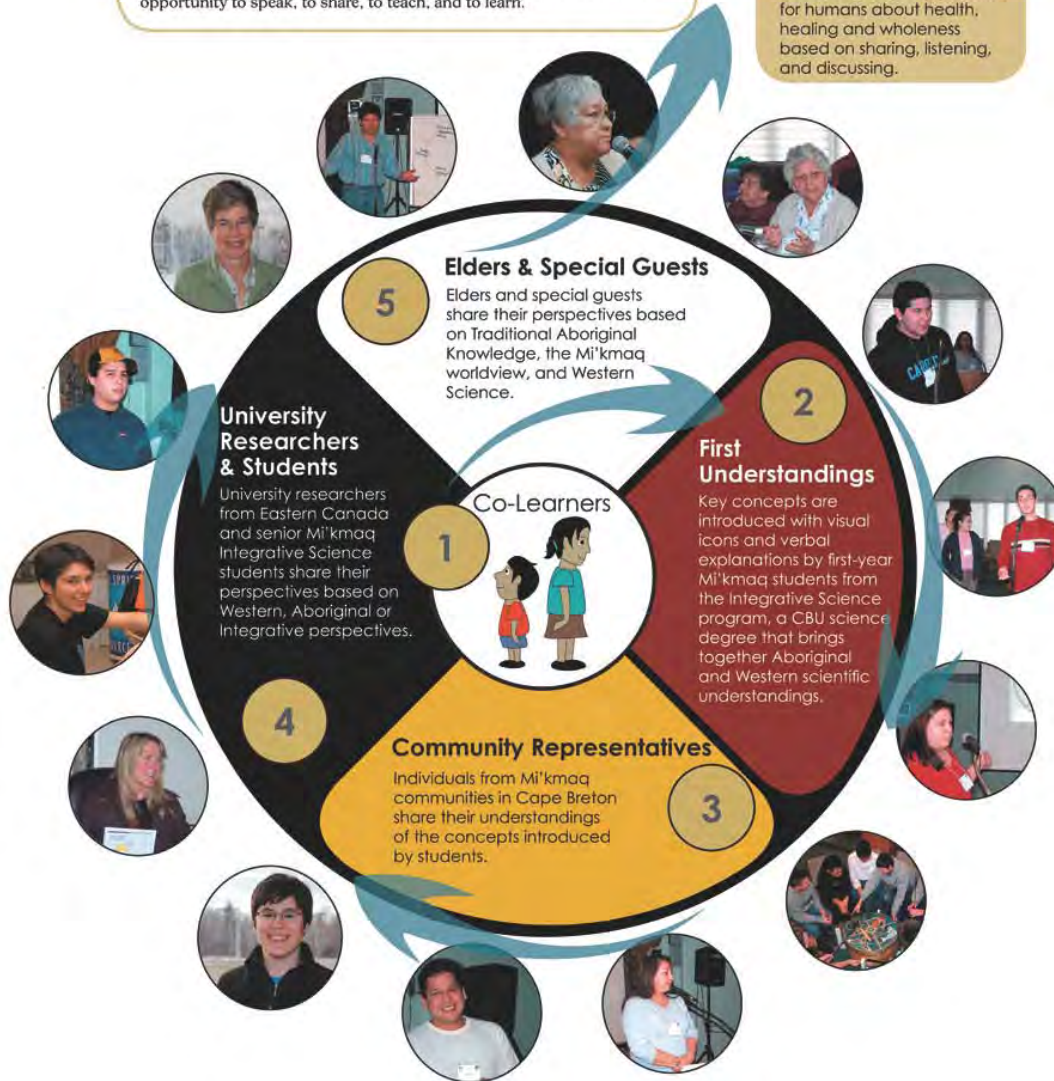 opportunity to speak, to share, to teach, and to learn.
for humans about health,
healing and wholeness
based on sharing, listening,
and discussing.
5
Elders & Special Guests
Elders and special guests
share their perspectives based
on Traditional Aboriginal
Knowledge, the Mi'kmaq
worldview, and Western
Science.
2
First
Understandings
Key concepts are
introduced with visual
icons and verbal
explanations by first-year
Mi'kmaq students from
the Integrative Science
program, a CBU science
degree that brings
together Aboriginal
and Western scientific
understandings.
University
Researchers
& Students
University researchers
from Eastern Canada
and senior Mi'kmaq
Integrative Science
students share their
perspectives based on
Western, Aboriginal or
Integrative perspectives.
1
Co-Learners
4
Community Representatives
Individuals from Mi'kmaq
communities in Cape Breton
share their understandings
of the concepts introduced
by students.
3